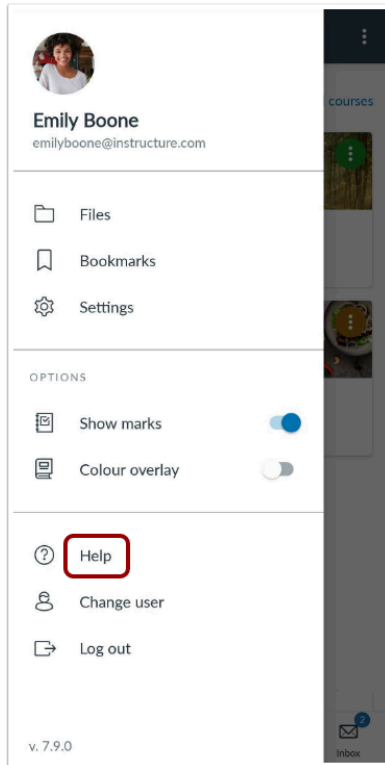 courses
Emily Boone
emilyboone@instructure.com
Files
Bookmarks
Settings
OPTIONS
Show marks
Colour overlay
Help
Change user
Log out
v. 7.9.0
2
Inbox